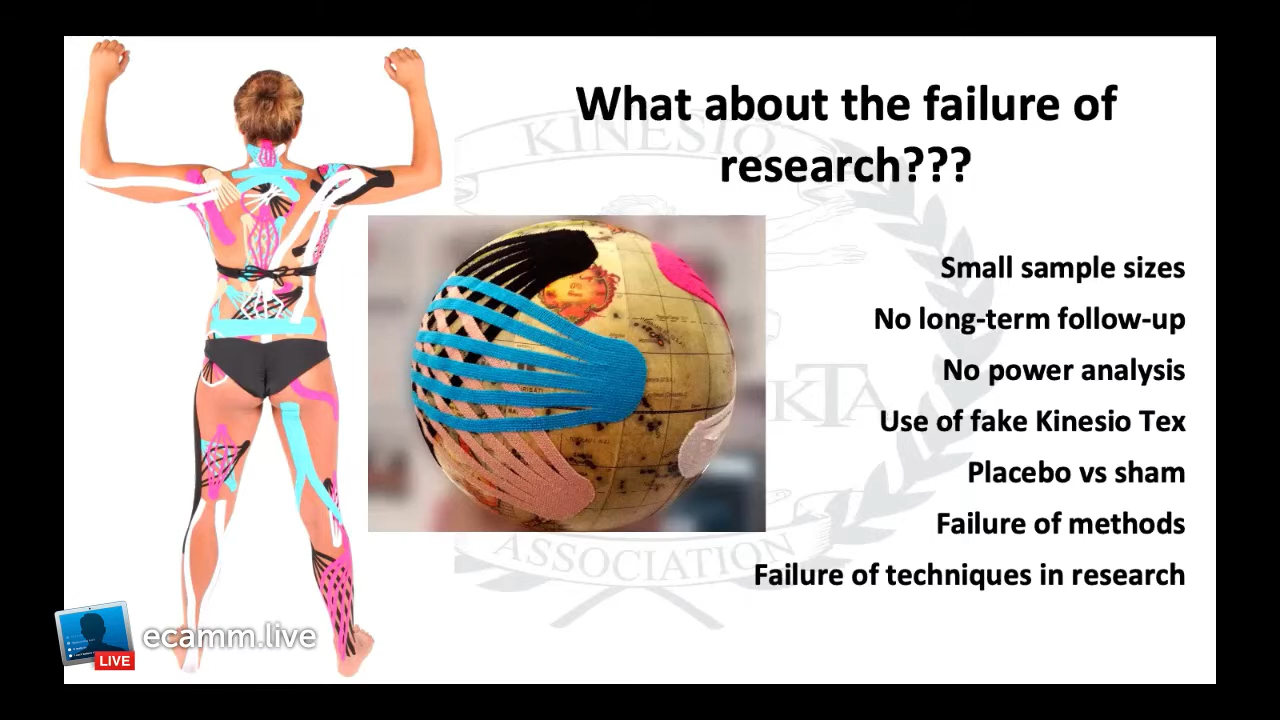 What about the failure of
research???
KINESIO
Small sample sizes
No long-term follow-up
No power analysis
KTA
Use of fake Kinesio Tex
Placebo vs sham
Failure of methods
ASSOCIATION
Failure of techniques in research
ecamm.live
LIVE